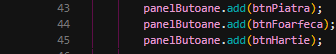 43 panelButoane.add(btnPiatra);
44 panelButoane.add(btnFoarfeca);
45 panelButoane.add(btnHartie);